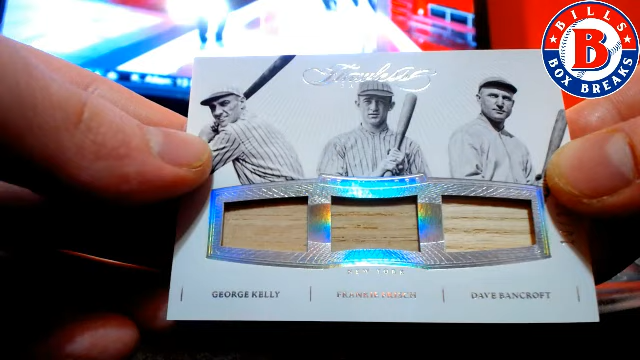 BILLS
B
BOX BREAKS
Flawless
NEW YORK
GEORGE KELLY
FRANKIE FRISCH
DAVE BANCROFT